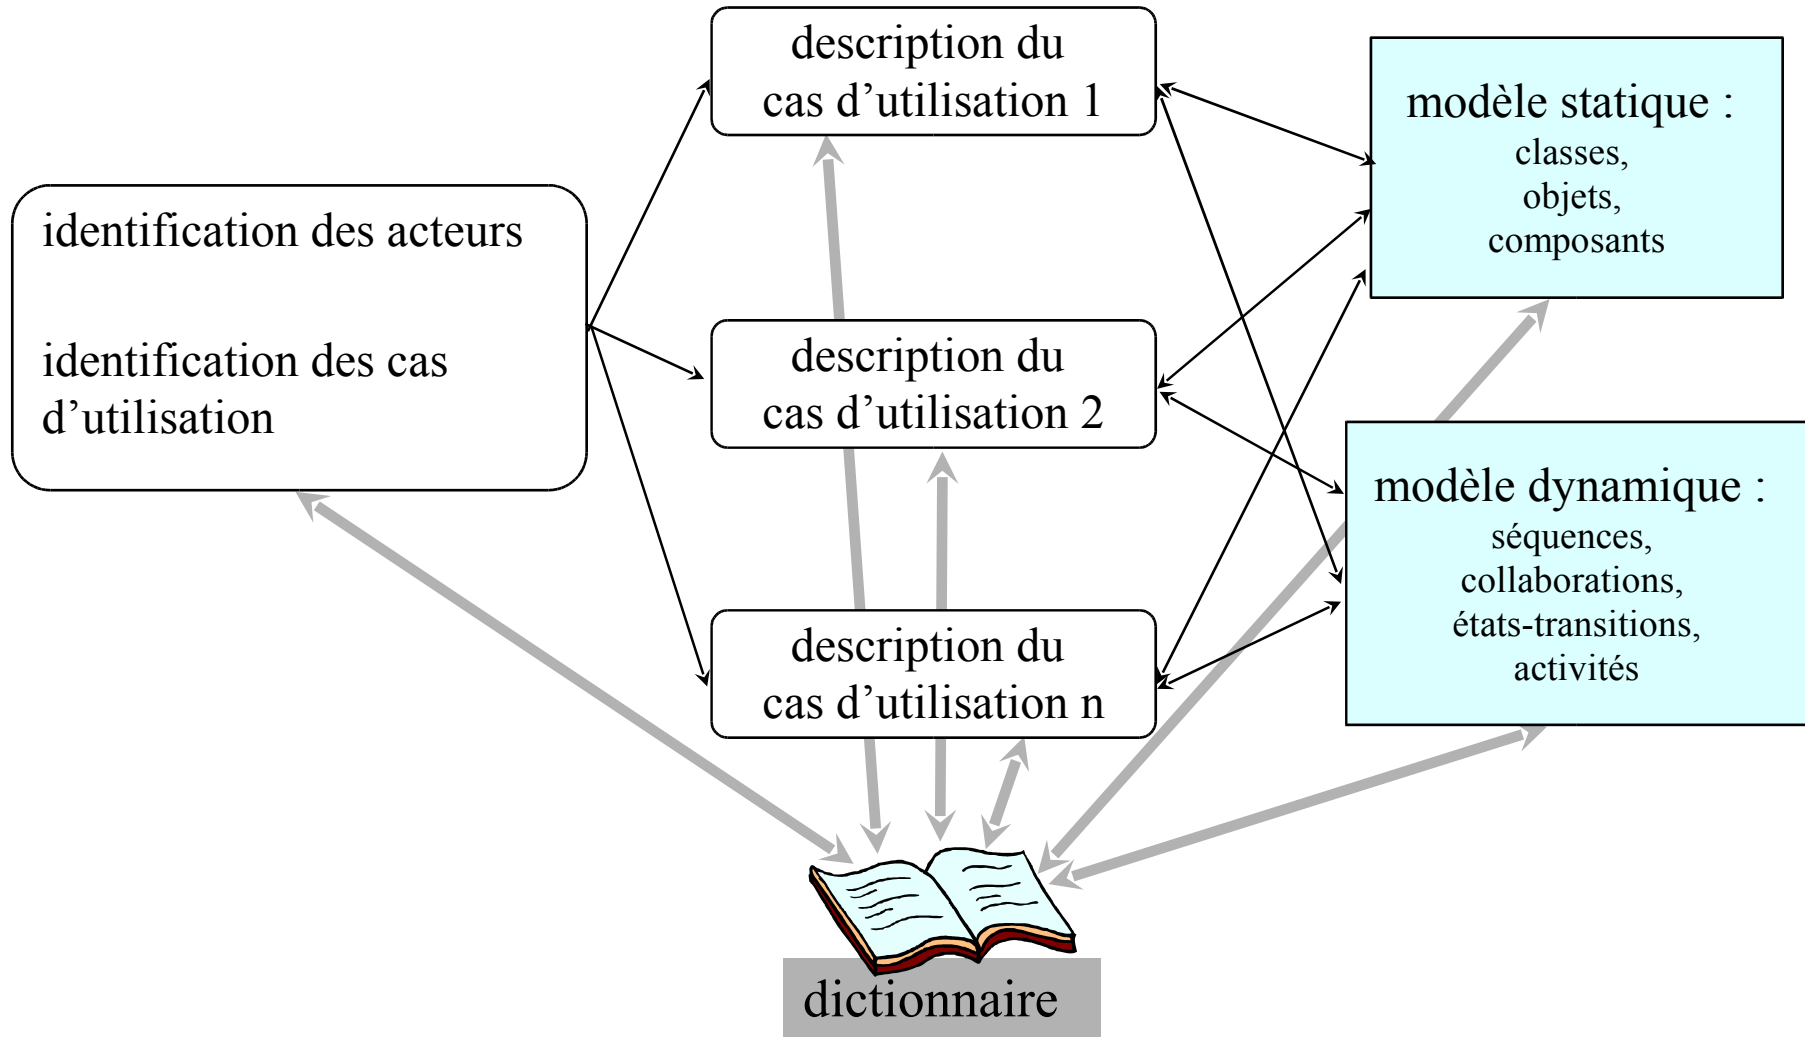 identification des acteurs
identification des cas
d’utilisation
description du
cas d’utilisation 1
description du
cas d’utilisation 2
description du
cas d’utilisation n
modèle statique :
classes,
objets,
composants
modèle dynamique :
séquences,
collaborations,
états-transitions,
activités
dictionnaire